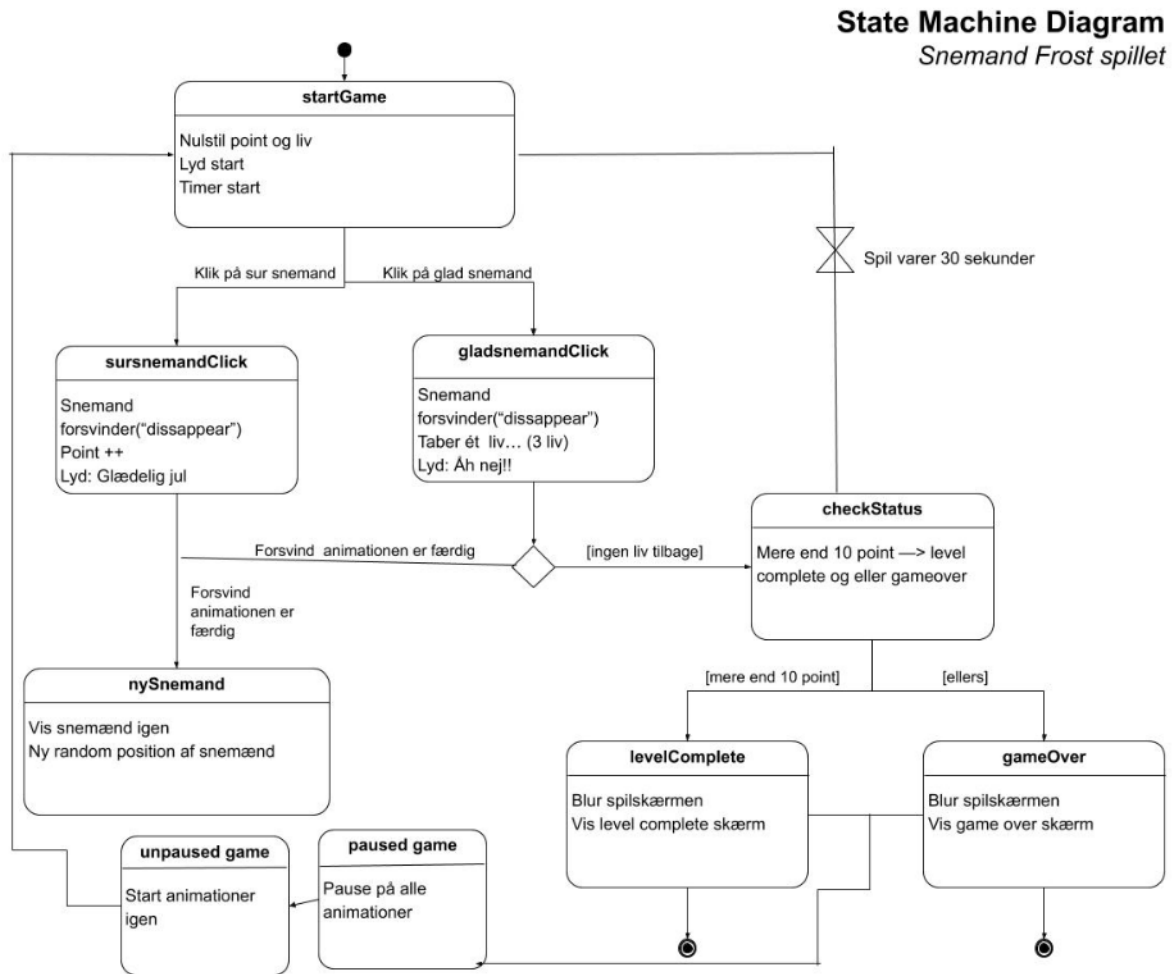 State Machine Diagram
Snemand Frost spillet
startGame
Nulstil point og liv
Lyd start
Timer start
Spil varer 30 sekunder
Klik på sur snemand
Klik på glad snemand
sursnemandClick
Snemand
forsvinder(“dissappear”)
Point ++
Lyd: Glædelig jul
gladsnemandClick
Snemand
forsvinder(“dissappear”)
Taber ét  liv… (3 liv)
Lyd: Åh nej!!
checkStatus
Mere end 10 point —> level
complete og eller gameover
Forsvind  animationen er færdig
[ingen liv tilbage]
Forsvind
animationen er
færdig
nySnemand
Vis snemænd igen
Ny random position af snemænd
[mere end 10 point]
[ellers]
levelComplete
Blur spilskærmen
Vis level complete skærm
gameOver
Blur spilskærmen
Vis game over skærm
unpaused game
Start animationer
igen
paused game
Pause på alle
animationer